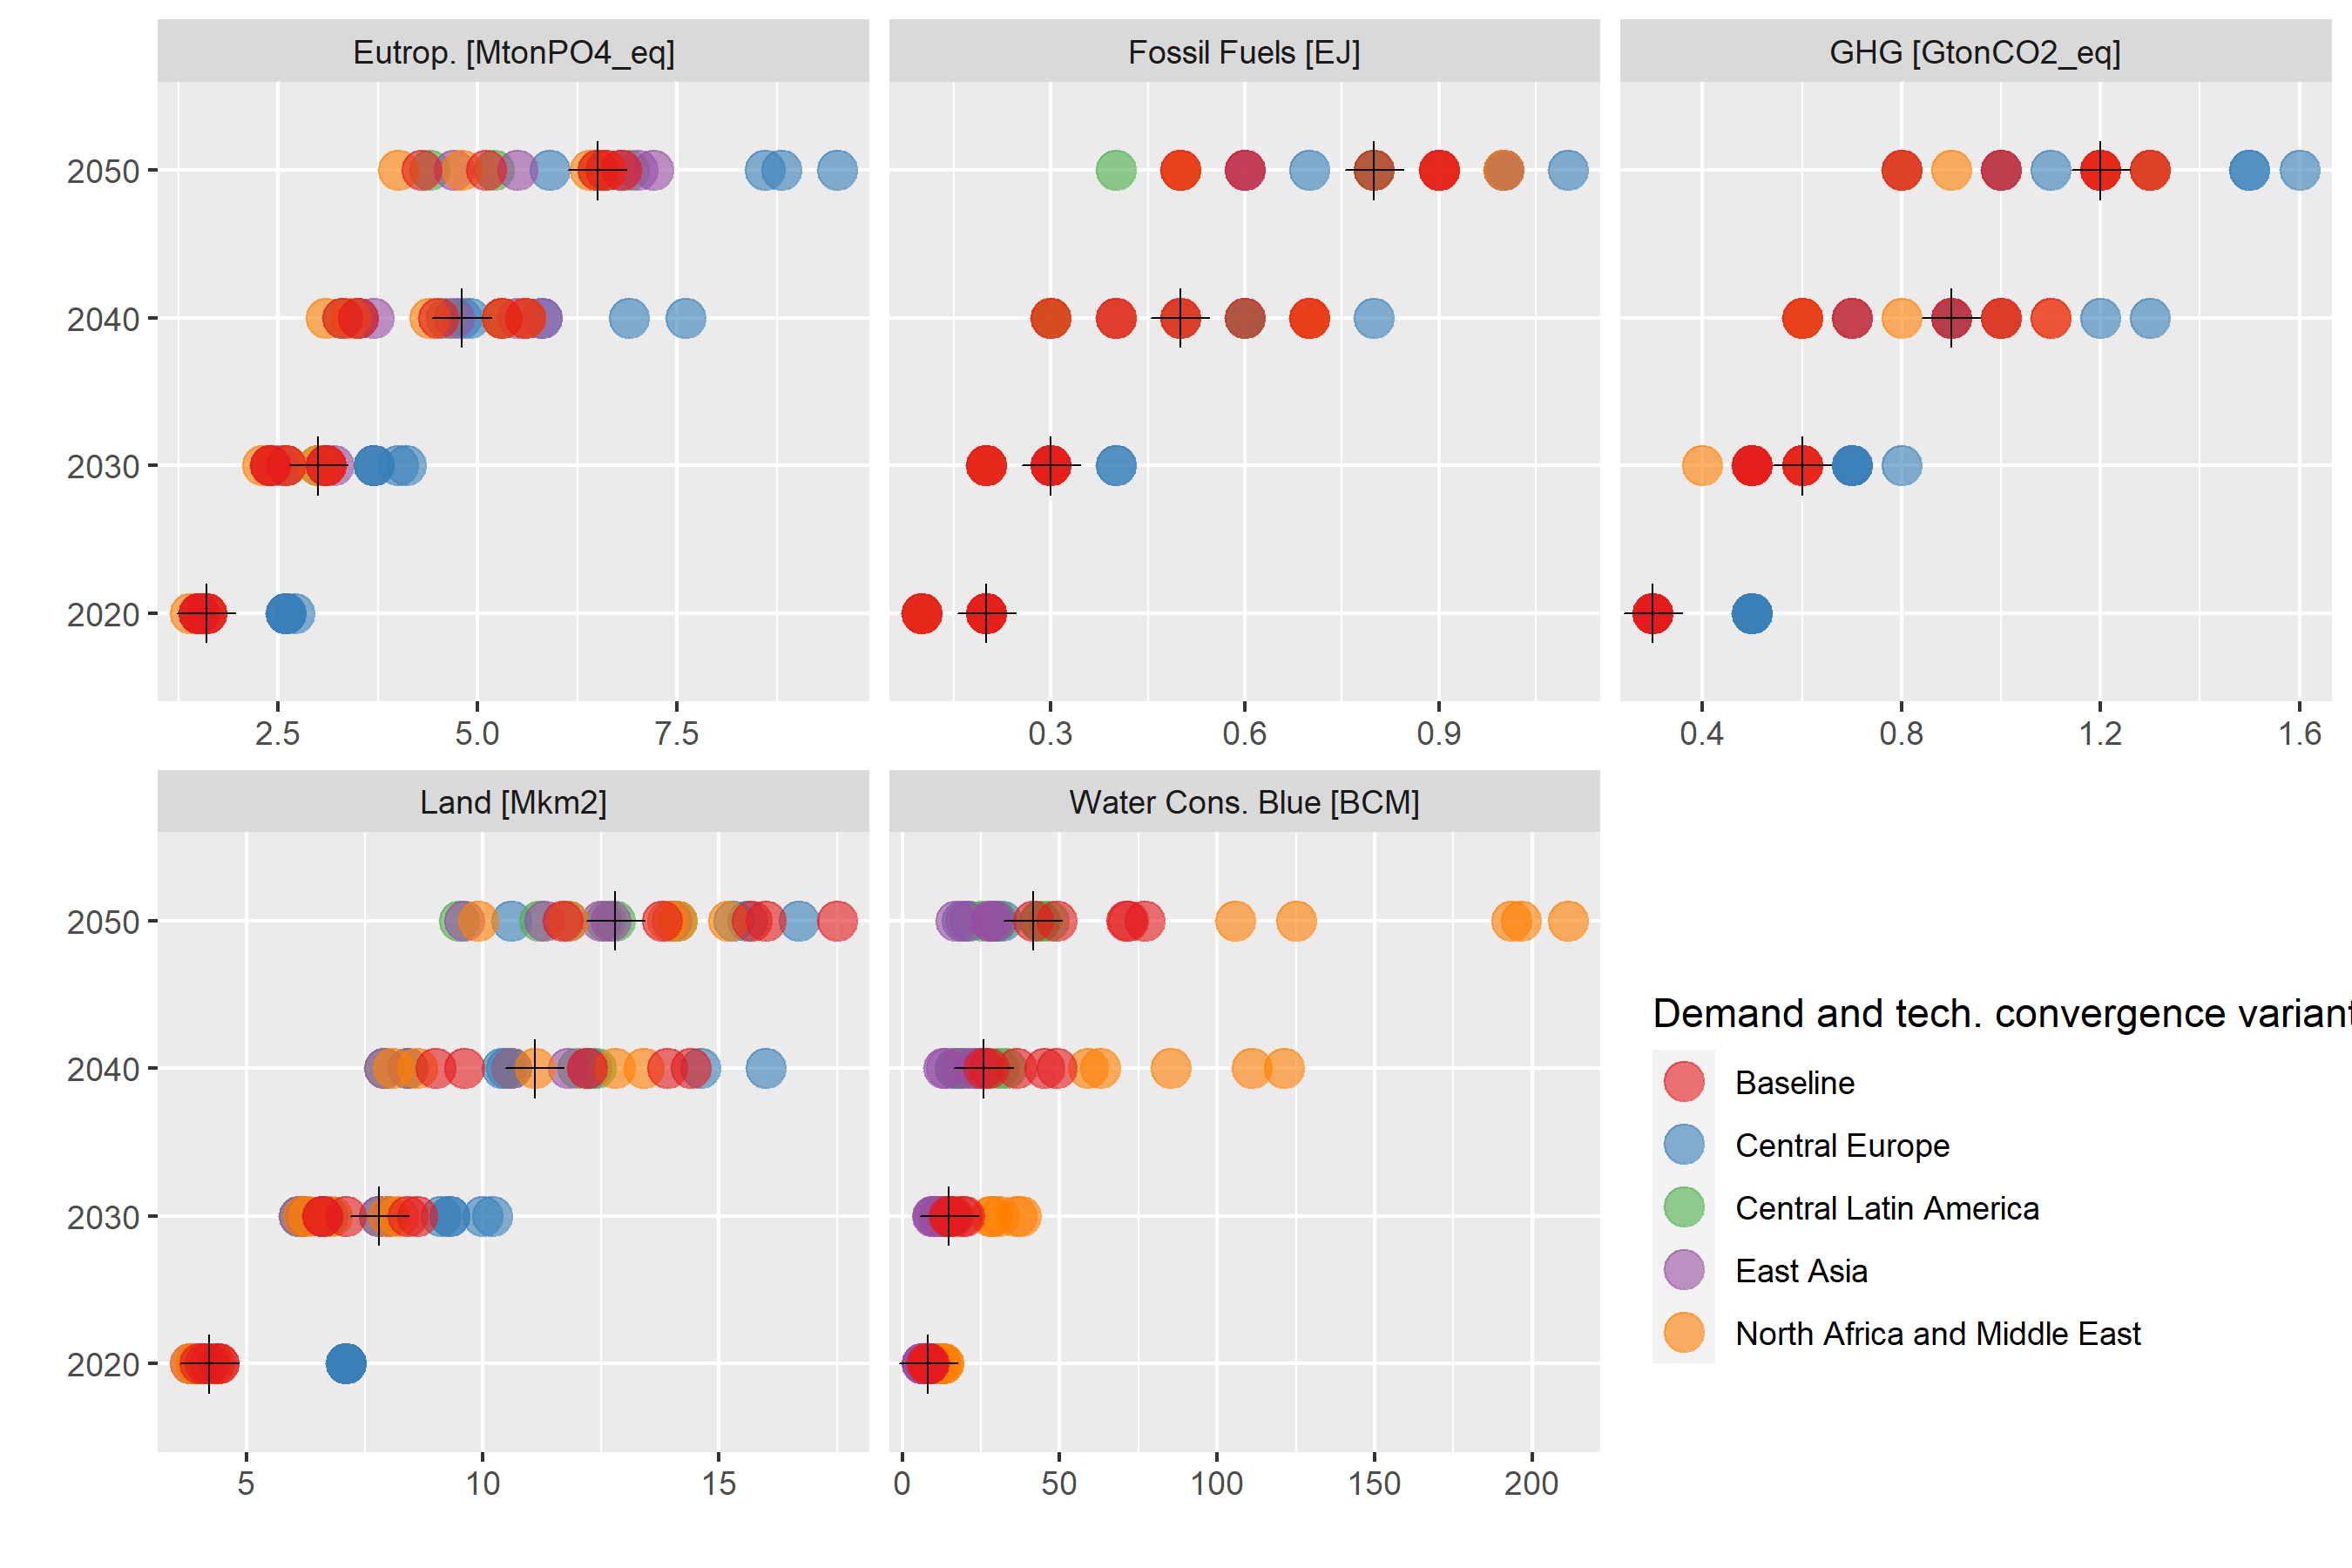 Eutrop. [MtonPO4_eq]
Fossil Fuels [EJ]
GHG [GtonCO2_eq]
2050
2040
2030
2020
2.5 5.0 7.5
0.3 0.6 0.9
0.4 0.8 1.2 1.6
Land [Mkm2]
Water Cons. Blue [BCM]
2050
2040
2030
2020
5 10 15
0 50 100 150 200
Demand and tech. convergence variant
Baseline
Central Europe
Central Latin America
East Asia
North Africa and Middle East